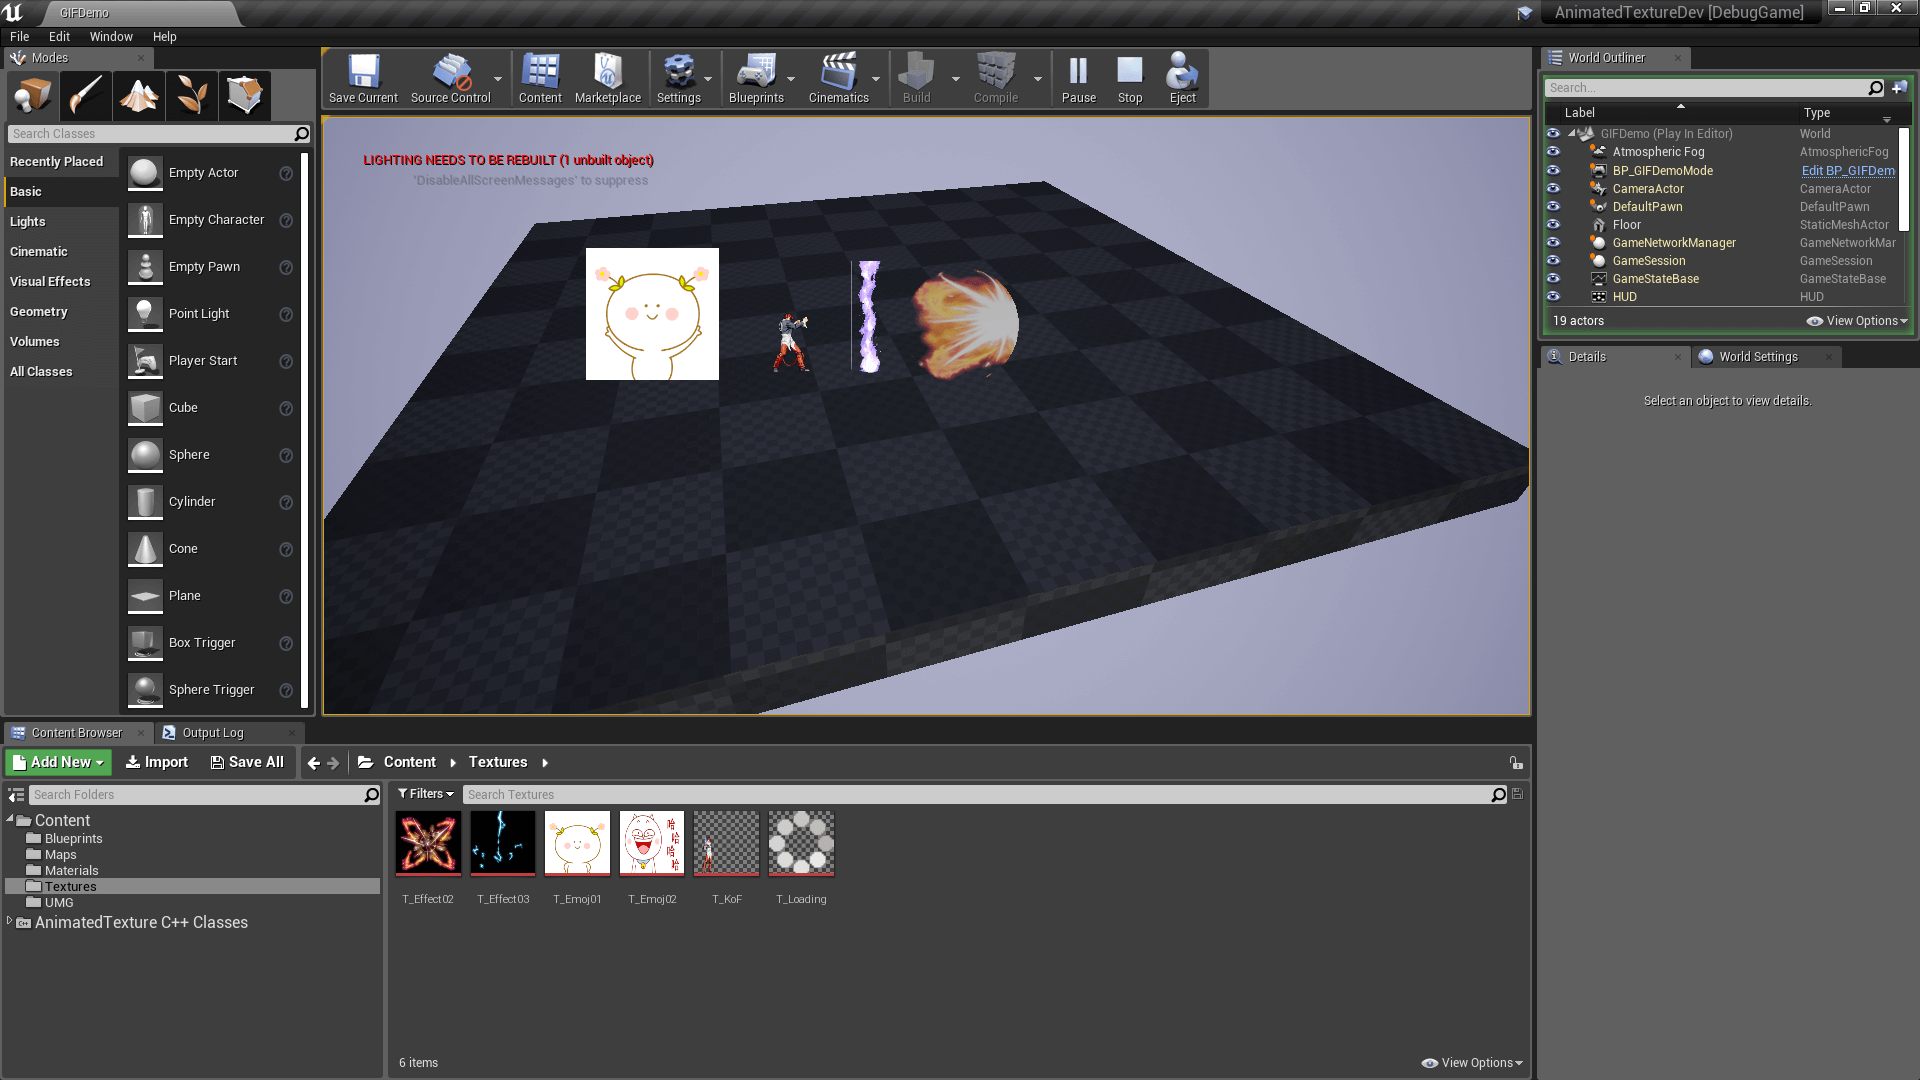 GIFDemo
AnimatedTextureDev [DebugGame]
File Edit Window Help
Modes
Search Classes
Recently Placed
Basic
Lights
Cinematic
Visual Effects
Geometry
Volumes
All Classes
Empty Actor
Empty Character
Empty Pawn
Point Light
Player Start
Cube
Sphere
Cylinder
Cone
Plane
Box Trigger
Sphere Trigger
Save Current
Source Control
Content
Marketplace
Settings
Blueprints
Cinematics
Build
Compile
Pause
Stop
Eject
LIGHTING NEEDS TO BE REBUILT (1 unbuilt object)
'DisableAllScreenMessages' to suppress
World Outliner
Search...
Label Type
GIFDemo (Play In Editor) World
Atmospheric Fog AtmosphericFog
BP_GIFDemoMode Edit BP_GIFDem
CameraActor CameraActor
DefaultPawn DefaultPawn
Floor StaticMeshActor
GameNetworkManager GameNetworkMar
GameSession GameSession
GameStateBase GameStateBase
HUD HUD
19 actors View Options
Details World Settings
Select an object to view details.
Content Browser Output Log
Add New Import Save All Content Textures
Search Folders
Content
Blueprints
Maps
Materials
Textures
UMG
AnimatedTexture C++ Classes
Filters Search Textures
哈
哈
哈
哈
T_Effect02 T_Effect03 T_Emoj01 T_Emoj02 T_KoF T_Loading
6 items View Options